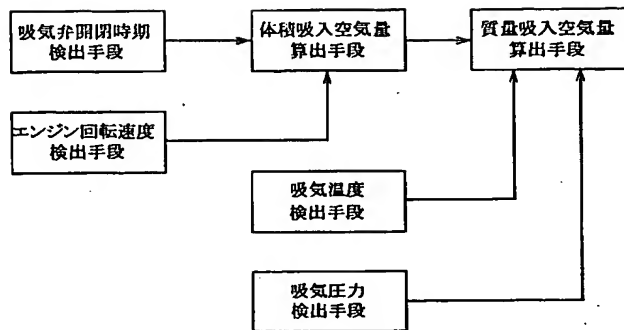 吸気弁開閉時期
検出手段
体積吸入空気量
算出手段
質量吸入空気量
算出手段
エンジン回転速度
検出手段
吸気温度
検出手段
吸気圧力
検出手段